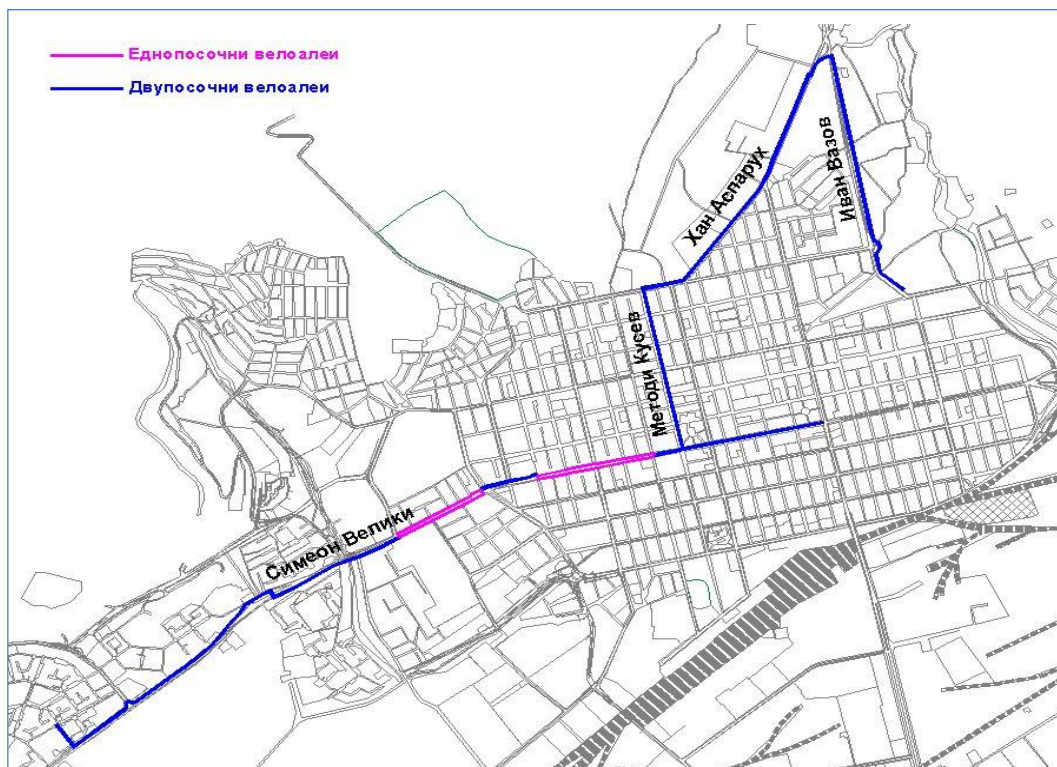 Еднопосочни велоалеи
Двупосочни велоалеи
Хан Аспарух
Иван Вазов
Методи Кусев
Симеон Велики